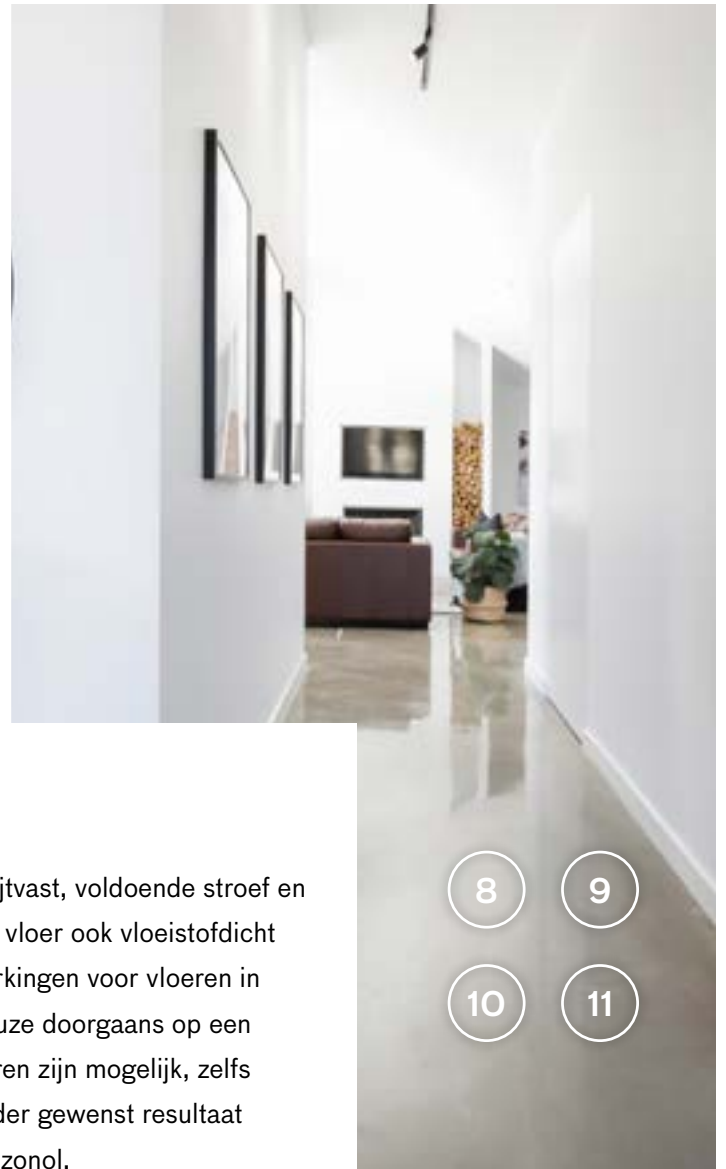 jtvast, voldoende stroef en
vloer ook vloeistofdicht
rkingen voor vloeren in
uze doorgaans op een
ren zijn mogelijk, zelfs
der gewenst resultaat
zonol.
8 9
10 11